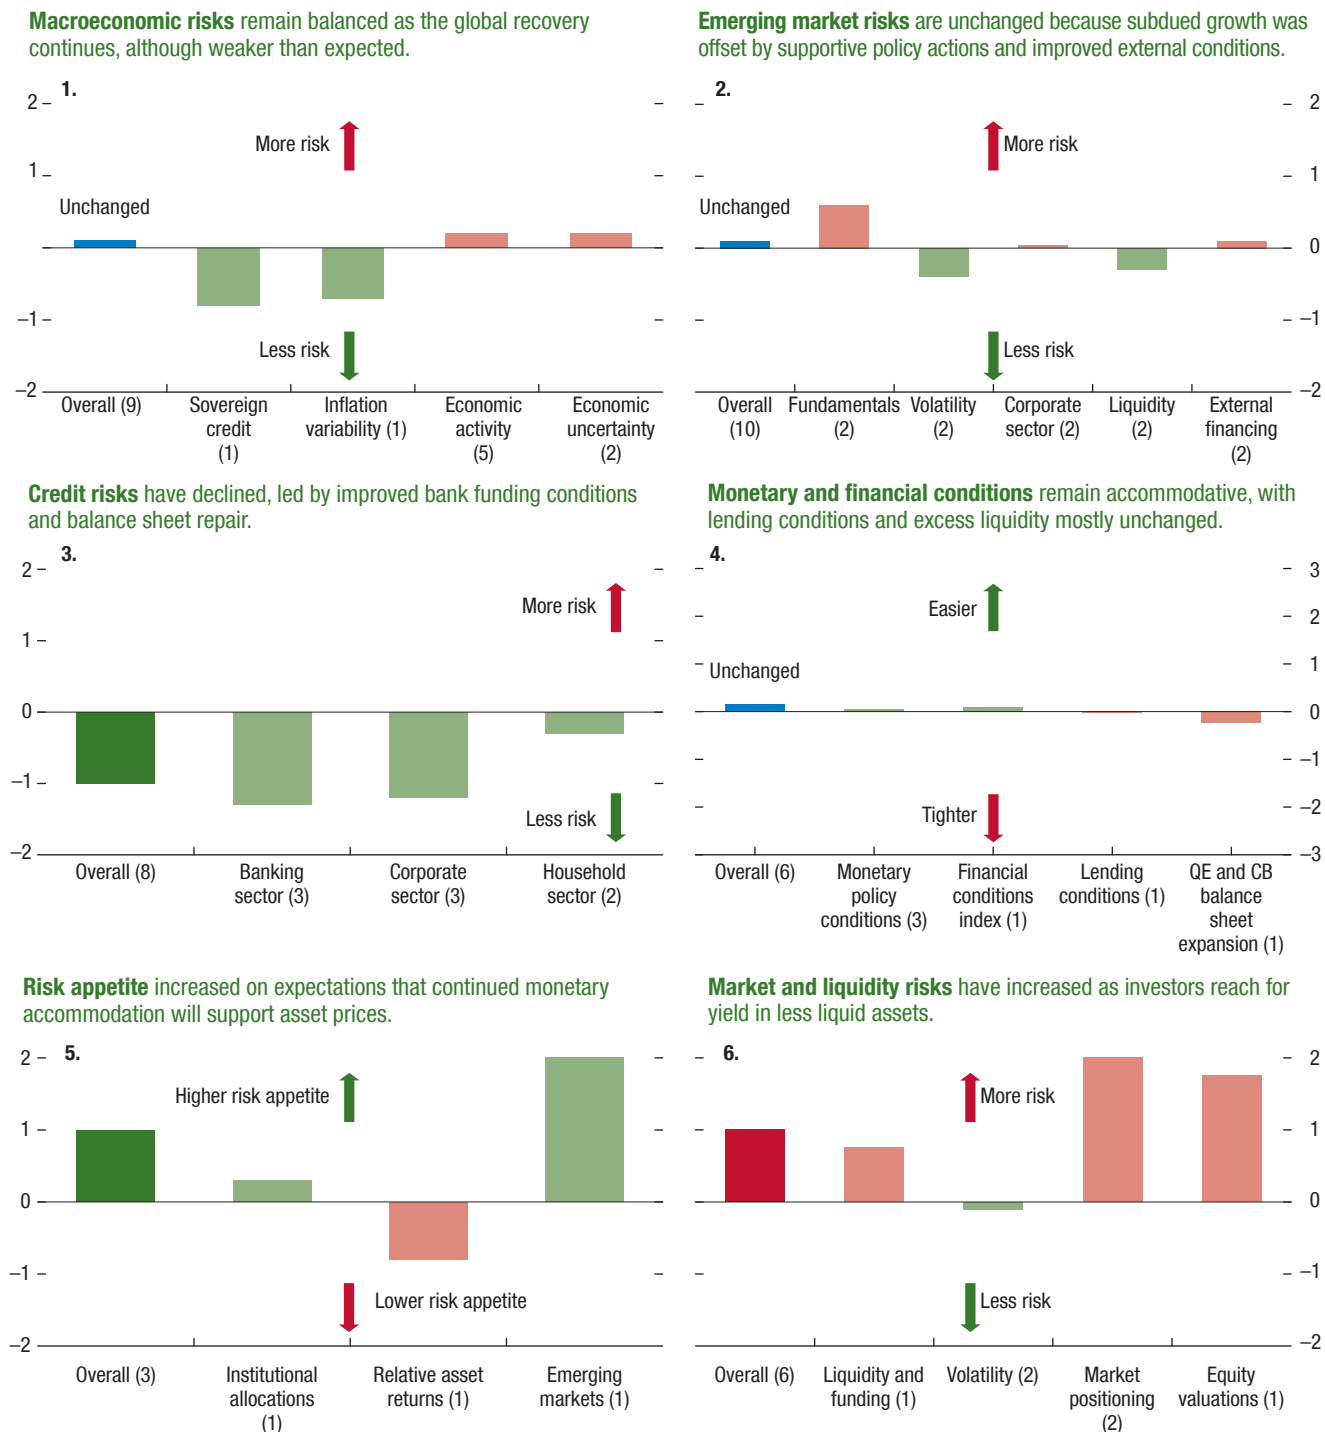 Macroeconomic risks remain balanced as the global recovery
continues, although weaker than expected.
1.
2
1
–1
–2
More risk
Unchanged
Less risk
Overall (9)
Sovereign
credit
(1)
Inflation
variability (1)
Economic
activity
(5)
Economic
uncertainty
(2)
Emerging market risks are unchanged because subdued growth was
offset by supportive policy actions and improved external conditions.
2.
2
1
0
–1
–2
More risk
Unchanged
Less risk
Overall
(10)
Fundamentals
(2)
Volatility
(2)
Corporate
sector (2)
Liquidity
(2)
External
financing
(2)
Credit risks have declined, led by improved bank funding conditions
and balance sheet repair.
3.
2
1
0
–1
–2
More risk
Less risk
Overall (8)
Banking
sector (3)
Corporate
sector (3)
Household
sector (2)
Monetary and financial conditions remain accommodative, with
lending conditions and excess liquidity mostly unchanged.
4.
3
2
1
0
–1
–2
–3
Easier
Unchanged
Tighter
Overall (6)
Monetary
policy
conditions (3)
Financial
conditions
index (1)
Lending
conditions (1)
QE and CB
balance
sheet
expansion (1)
Risk appetite increased on expectations that continued monetary
accommodation will support asset prices.
5.
2
1
0
–1
–2
Higher risk appetite
Lower risk appetite
Overall (3)
Institutional
allocations
(1)
Relative asset
returns (1)
Emerging
markets (1)
Market and liquidity risks have increased as investors reach for
yield in less liquid assets.
6.
2
1
0
–1
–2
More risk
Less risk
Overall (6)
Liquidity and
funding (1)
Volatility (2)
Market
positioning
(2)
Equity
valuations (1)